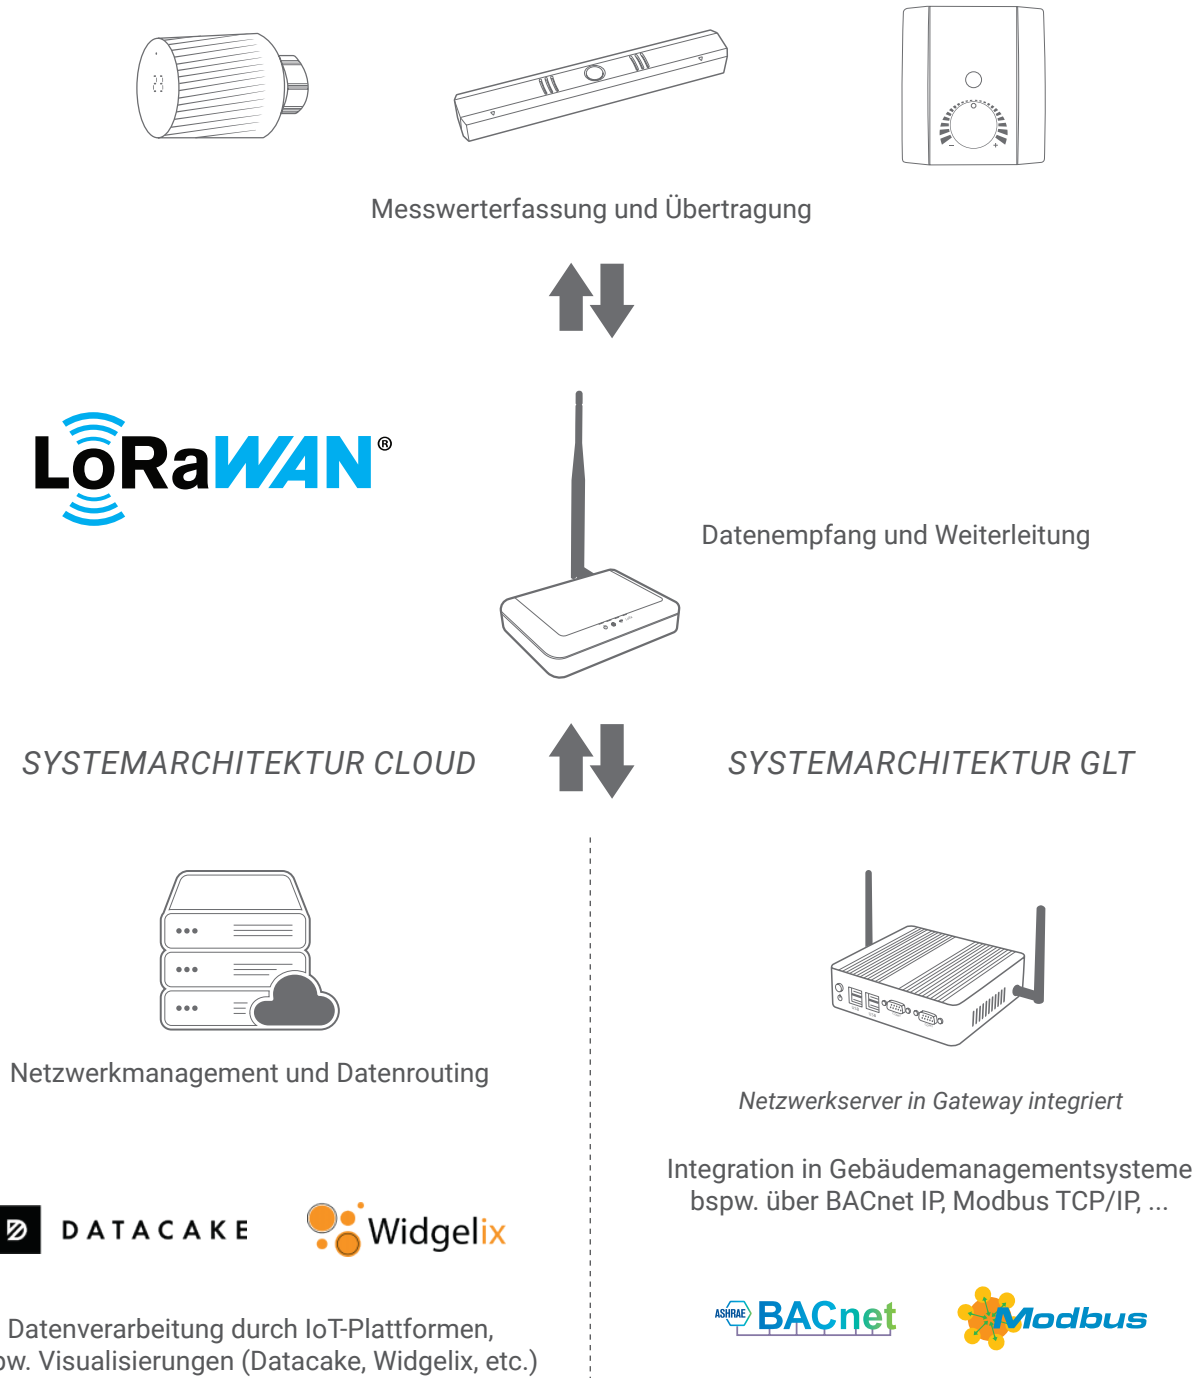 Messwerterfassung und Übertragung
LoRaWAN®
Datenempfang und Weiterleitung
SYSTEMARCHITEKTUR CLOUD
SYSTEMARCHITEKTUR GLT
Netzwerkmanagement und Datenrouting
Netzwerkserver in Gateway integriert
Integration in Gebäudemanagementsysteme
bspw. über BACnet IP, Modbus TCP/IP, ...
DATACAKE
Widgelix
ASHRAE BACnet
Modbus
Datenverarbeitung durch IoT-Plattformen,
Visualisierungen (Datacake, Widgelix, etc.)